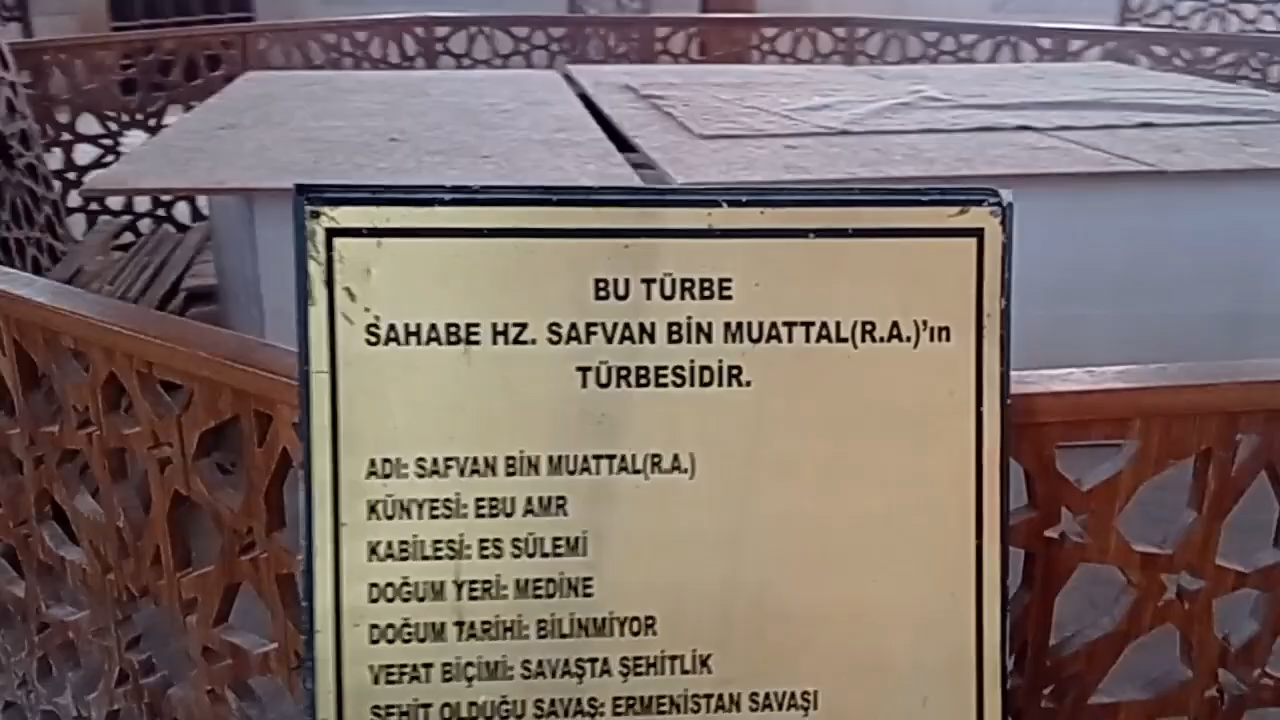 BU TÜRBE
SAHABE HZ. SAFVAN BİN MUATTAL(R.A.)’ın
TÜRBESİDİR.
ADI: SAFVAN BİN MUATTAL(R.A.)
KÜNYESİ: EBU AMR
KABİLESİ: ES SÜLEMİ
DOĞUM YERİ: MEDİNE
DOĞUM TARİHİ: BİLİNMİYOR
VEFAT BİÇİMİ: SAVAŞTA ŞEHİTLİK
ŞEHİT OLDUĞU SAVAŞ: ERMENİSTAN SAVAŞI